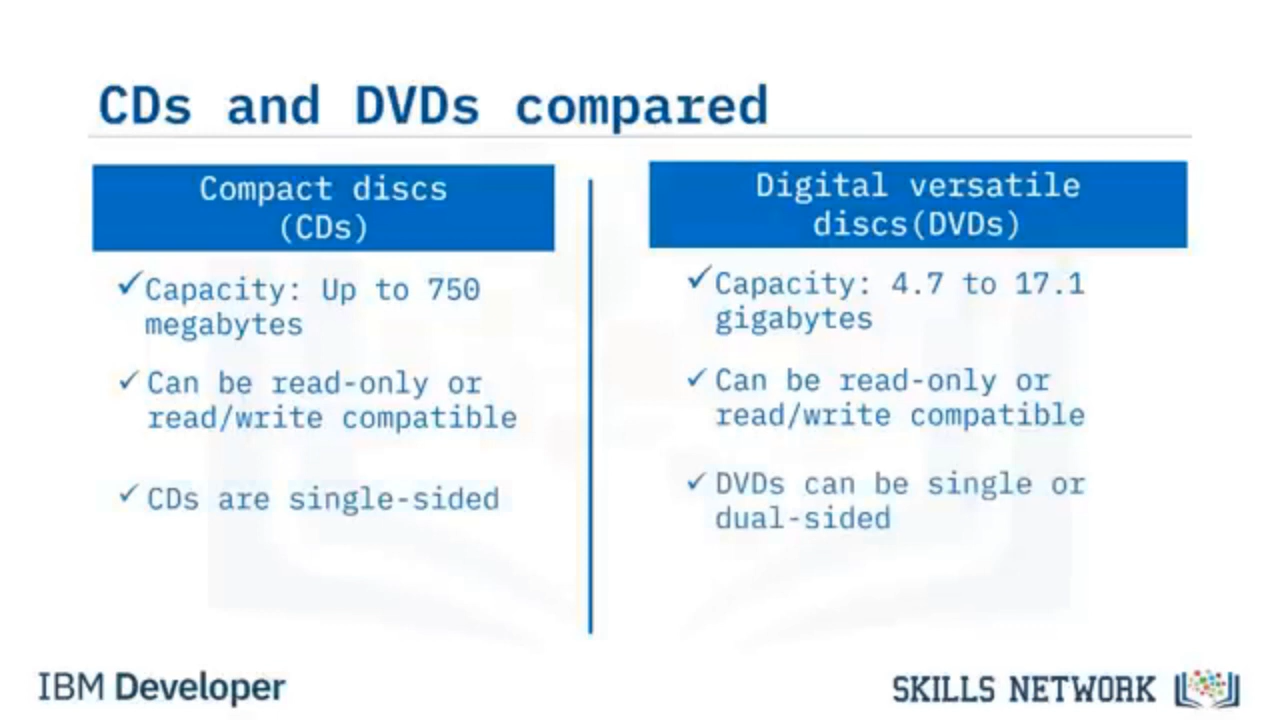 CDs and DVDs compared
Compact discs
(CDs)
✓Capacity: Up to 750
megabytes
✓Can be read-only or
read/write compatible
✓CDs are single-sided
Digital versatile
discs(DVDs)
✓Capacity: 4.7 to 17.1
gigabytes
✓Can be read-only or
read/write compatible
✓DVDs can be single or
dual-sided
IBM Developer
SKILLS NETWORK